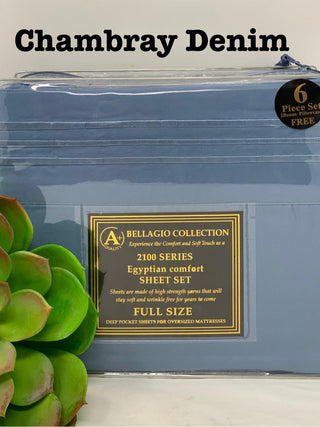 Chambray Denim
6
Piece Set
FREE
A+
QUALITY
BELLAGIO COLLECTION
Experience the Comfort and Soft Touch as a
2100 SERIES
Egyptian comfort
SHEET SET
Sheets are made of high strength yarns that will
stay soft and wrinkle free for years to come
FULL SIZE
DEEP POCKET SHEETS FOR OVERSIZED MATTRESSES